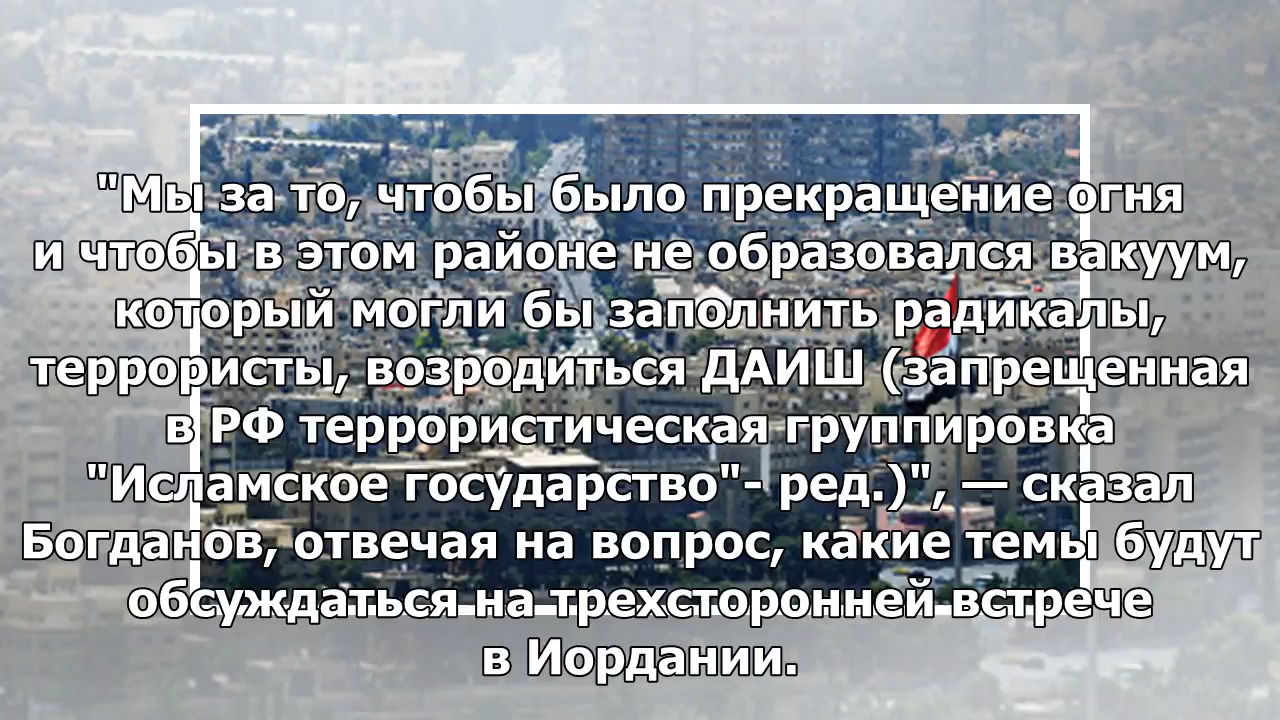 "Мы за то, чтобы было прекращение огня
и чтобы в этом районе не образовался вакуум,
который могли бы заполнить радикалы,
террористы, возродиться ДАИШ (запрещенная
в РФ террористическая группировка
"Исламское государство"- ред.)", — сказал
Богданов, отвечая на вопрос, какие темы будут
обсуждаться на трехсторонней встрече
в Иордании.